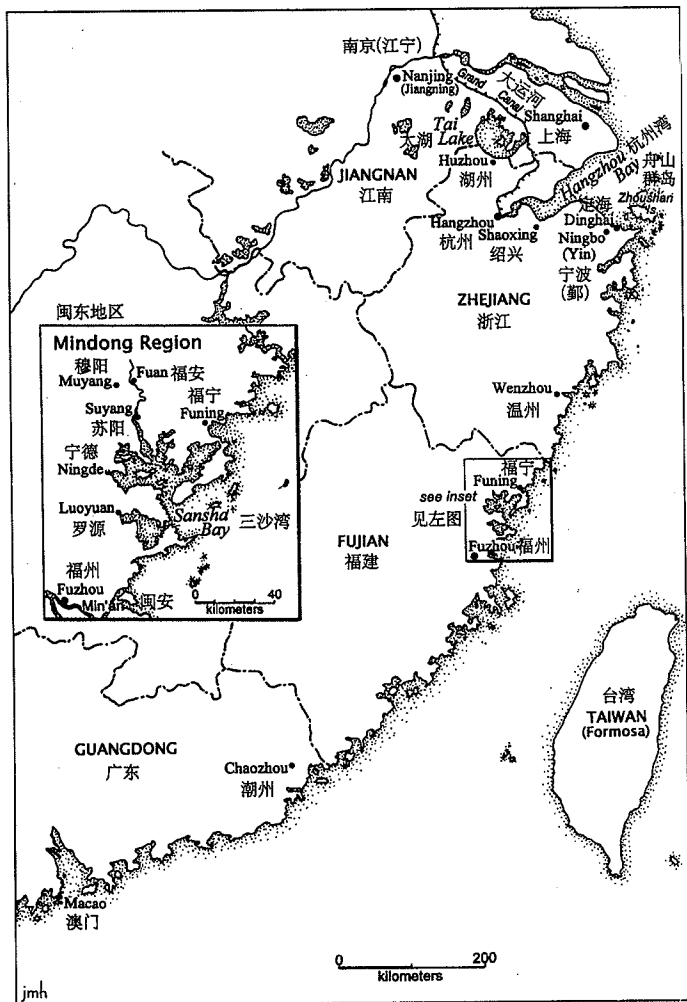 南京(江宁)
Nanjing
(Jiangning)
Grand
Canal
大运河
Shanghai
上海
Tai
Lake
太湖
Huzhou
湖州
JIANGNAN
江南
Hangzhou
Bay
杭州湾
舟山
群岛
Zhoushan
Is
定海
Dinghai
Hangzhou
杭州
Shaoxing
绍兴
Ningbo
(Yin)
宁波
(鄞)
ZHEJIANG
浙江
闽东地区
Mindong Region
穆阳
Muyang
Fuan 福安
福宁
Funing
Suyang
苏阳
宁德
Ningde
Luoyuan
罗源
Sansha
Bay
三沙湾
福州
Fuzhou
Min'an
闽安
0 40
kilometers
Wenzhou
温州
福宁
Funing
see inset
见左图
Fuzhou 福州
FUJIAN
福建
台湾
TAIWAN
(Formosa)
GUANGDONG
广东
Chaozhou
潮州
Macao
澳门
0 200
kilometers
jmh